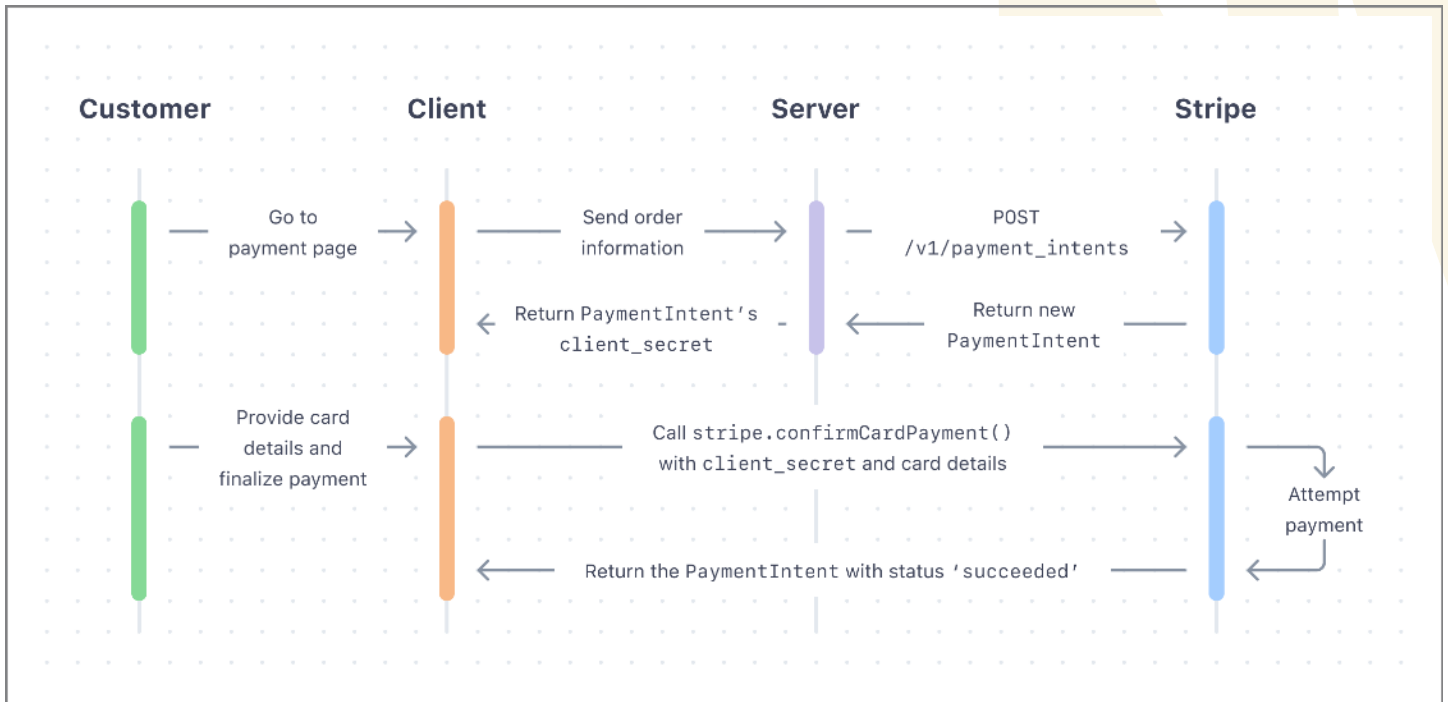 Customer
Client
Server
Stripe
Go to
payment page
Send order
information
POST
/v1/payment_intents
Return PaymentIntent’s
client_secret
Return new
PaymentIntent
Provide card
details and
finalize payment
Call stripe.confirmCardPayment()
with client_secret and card details
Attempt
payment
Return the PaymentIntent with status ‘succeeded’